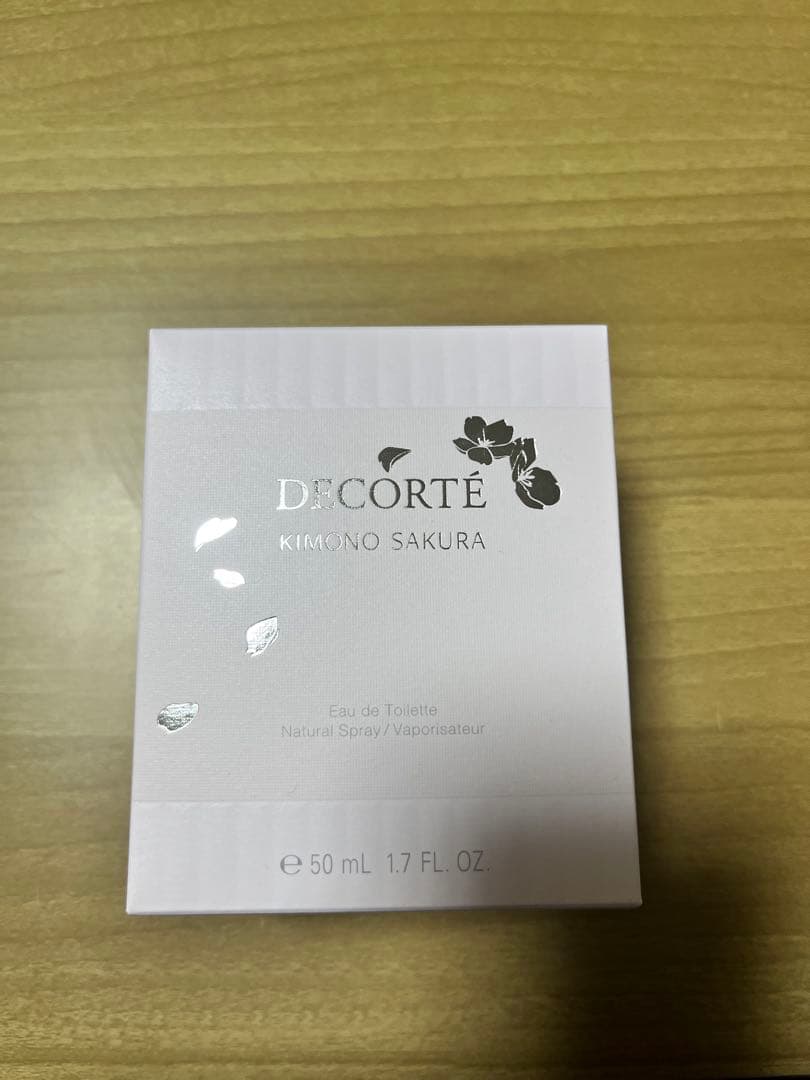 DECORTÉ
KIMONO SAKURA
Eau de Toilette
Natural Spray/Vaporisateur
℮ 50 mL 1.7 FL. OZ.